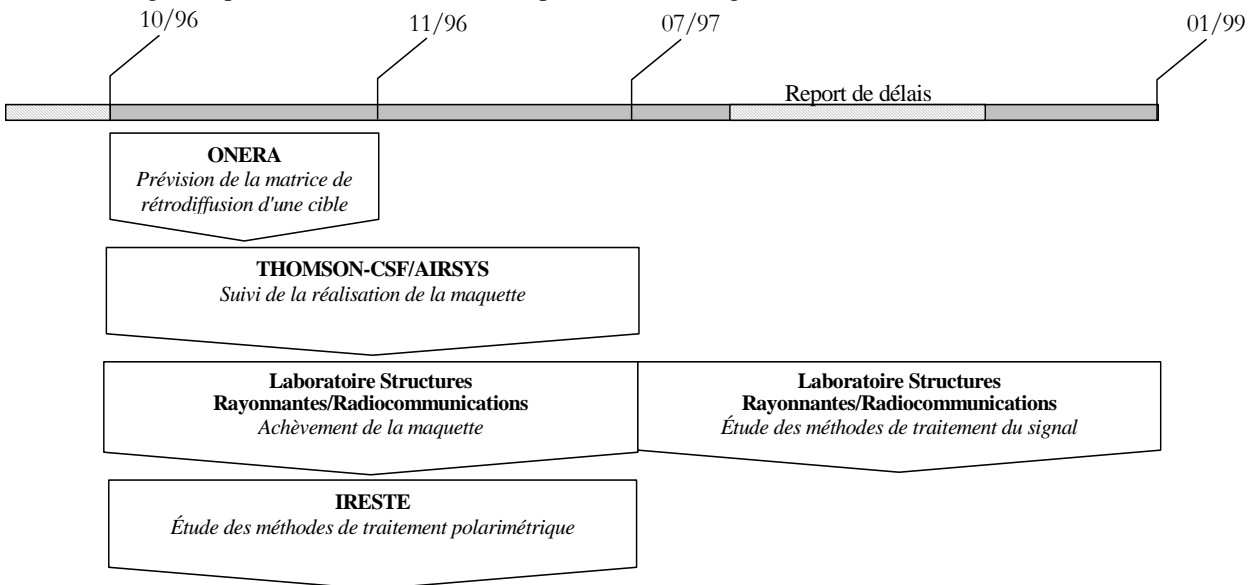 10/96
11/96
07/97
01/99
Report de délais
ONERA
Prévision de la matrice de
rétrodiffusion d'une cible
THOMSON-CSF/AIRSYS
Suivi de la réalisation de la maquette
Laboratoire Structures
Rayonnantes/Radiocommunications
Achèvement de la maquette
Laboratoire Structures
Rayonnantes/Radiocommunications
Étude des méthodes de traitement du signal
IRESTE
Étude des méthodes de traitement polarimétrique